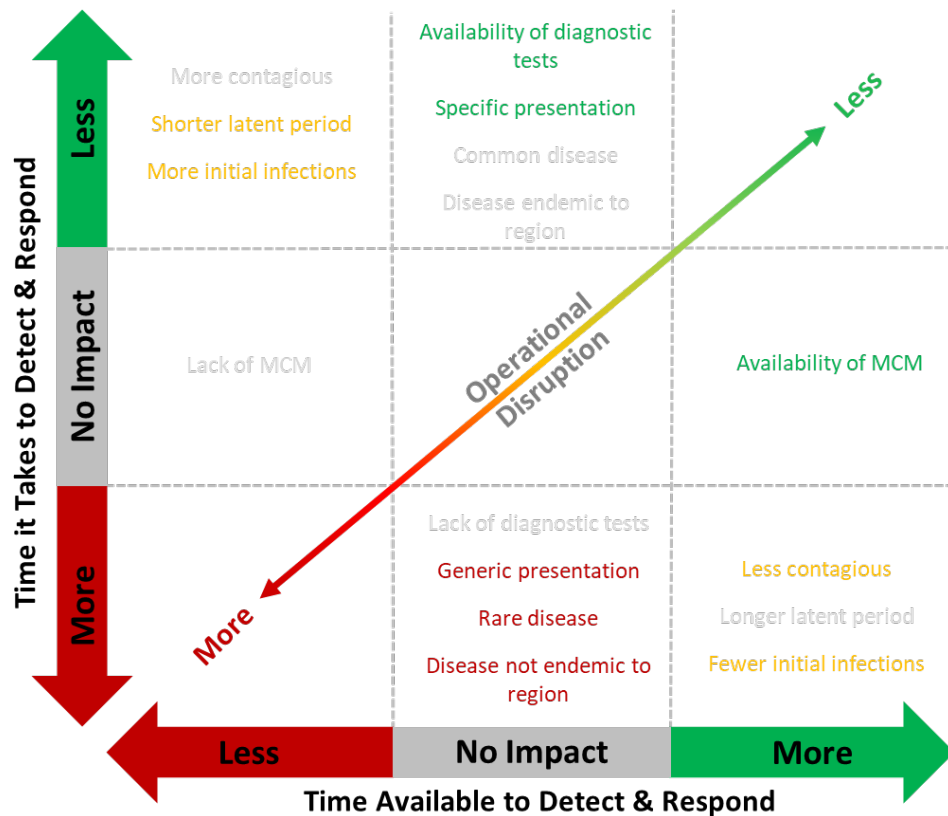 Time it Takes to Detect & Respond
Less
No Impact
More
More contagious
Shorter latent period
More initial infections
Availability of diagnostic
tests
Specific presentation
Common disease
Disease endemic to
region
Less
Operational
Disruption
More
Lack of MCM
Availability of MCM
Lack of diagnostic tests
Generic presentation
Rare disease
Disease not endemic to
region
Less contagious
Longer latent period
Fewer initial infections
Less
No Impact
More
Time Available to Detect & Respond